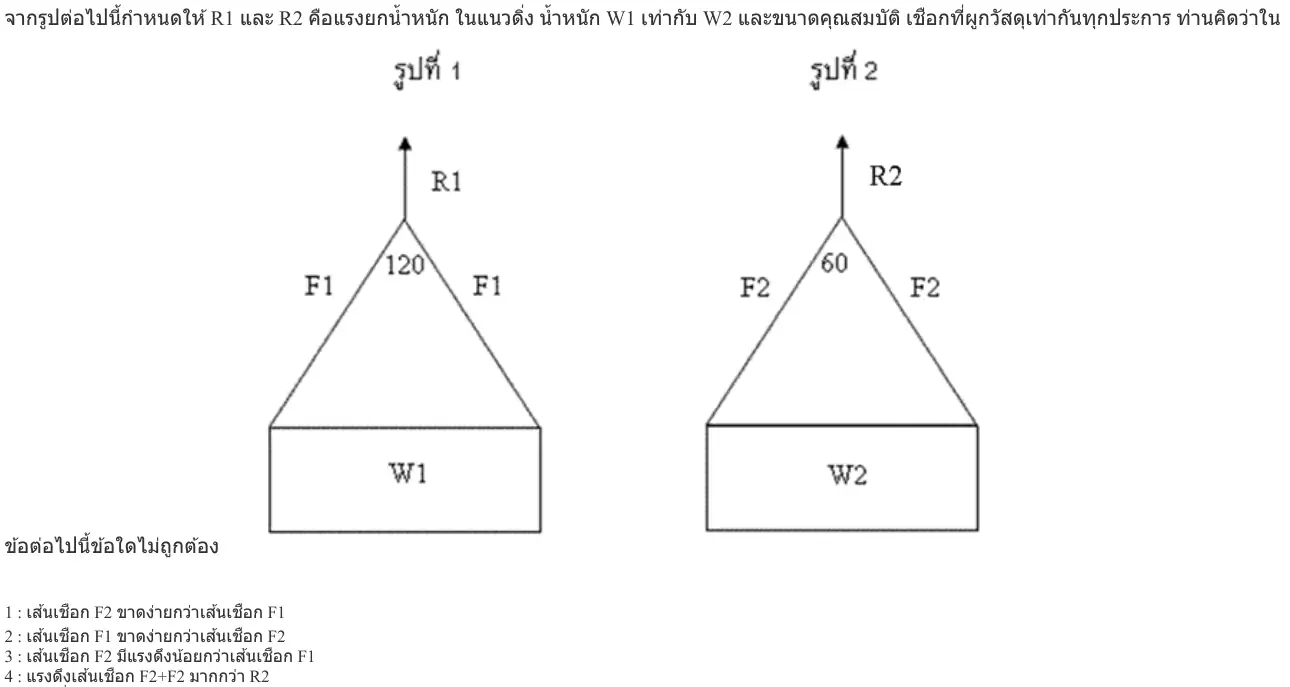 จากรูปต่อไปนี้กำหนดให้ R1 และ R2 คือแรงยกน้ำหนัก ในแนวดิ่ง น้ำหนัก W1 เท่ากับ W2 และขนาดคุณสมบัติ เชือกที่ผูกวัสดุเท่ากันทุกประการ ท่านคิดว่าใน
รูปที่ 1
รูปที่ 2
R1
R2
120
60
F1
F1
F2
F2
W1
W2
ข้อต่อไปนี้ข้อใดไม่ถูกต้อง
1 : เส้นเชือก F2 ขาดง่ายกว่าเส้นเชือก F1
2 : เส้นเชือก F1 ขาดง่ายกว่าเส้นเชือก F2
3 : เส้นเชือก F2 มีแรงดึงน้อยกว่าเส้นเชือก F1
4 : แรงดึงเส้นเชือก F2+F2 มากกว่า R2